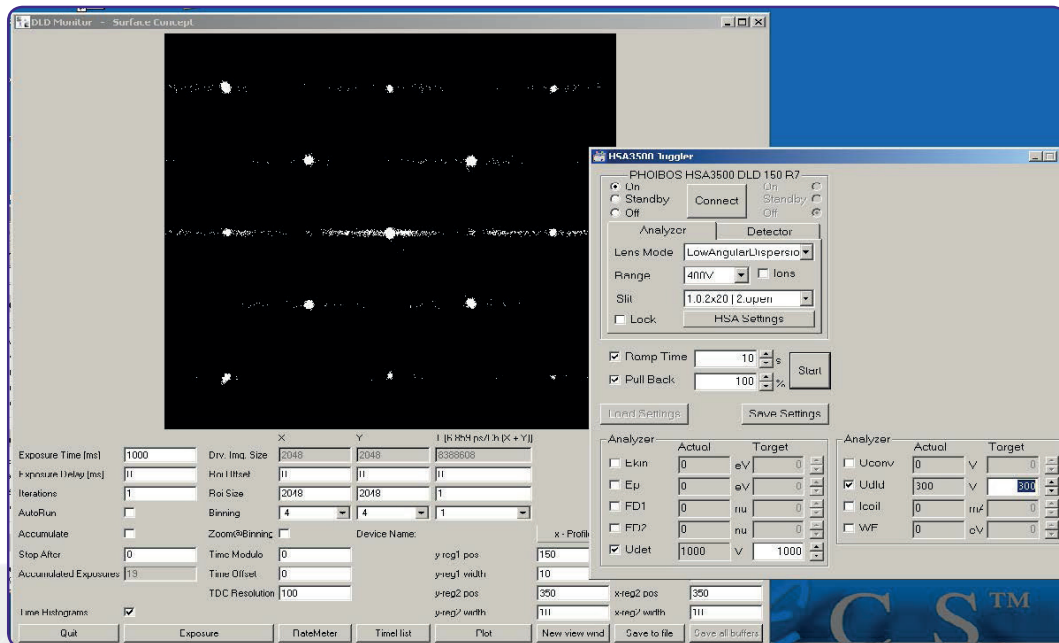 DLD Monitor - Surface Concept
HSA3500 Juggler
PHOIBOS HSA3500 DLD 150 R7
On
Standby
Off
Connect
On
Standby
Off
Analyzer
Detector
Lens Mode
LowAngularDispersio
Range
400V
Ions
Slit
1:0.2x20 | 2:open
Lock
HSA Settings
Ramp Time
10
s
Pull Back
100
%
Start
Load Settings
Save Settings
Analyzer
Actual
Target
Ekin
0
eV
0
Ep
0
eV
0
FD1
0
nu
0
FD2
0
nu
0
Udet
1000
V
1000
Analyzer
Actual
Target
Uconv
0
V
0
Udld
300
V
300
Icoil
0
mA
0
WF
0
eV
0
X
Y
Exposure Time [ms]
1000
Drv. Img. Size
2048
2048
8388608
Exposure Delay [ms]
0
Roi Offset
0
0
0
Iterations
1
Roi Size
2048
2048
1
AutoRun
Binning
4
4
1
Accumulate
Zoom@Binning
Device Name:
x - Profile
Stop After
0
Time Modulo
0
y-reg1 pos
150
Accumulated Exposures
19
Time Offset
0
y-reg1 width
10
TDC Resolution
100
y-reg2 pos
350
x-reg2 pos
350
Time Histograms
y-reg2 width
10
x-reg2 width
10
Quit
Exposure
RateMeter
Time! list
Plot
New view wnd
Save to file
Save all buffers
C S™